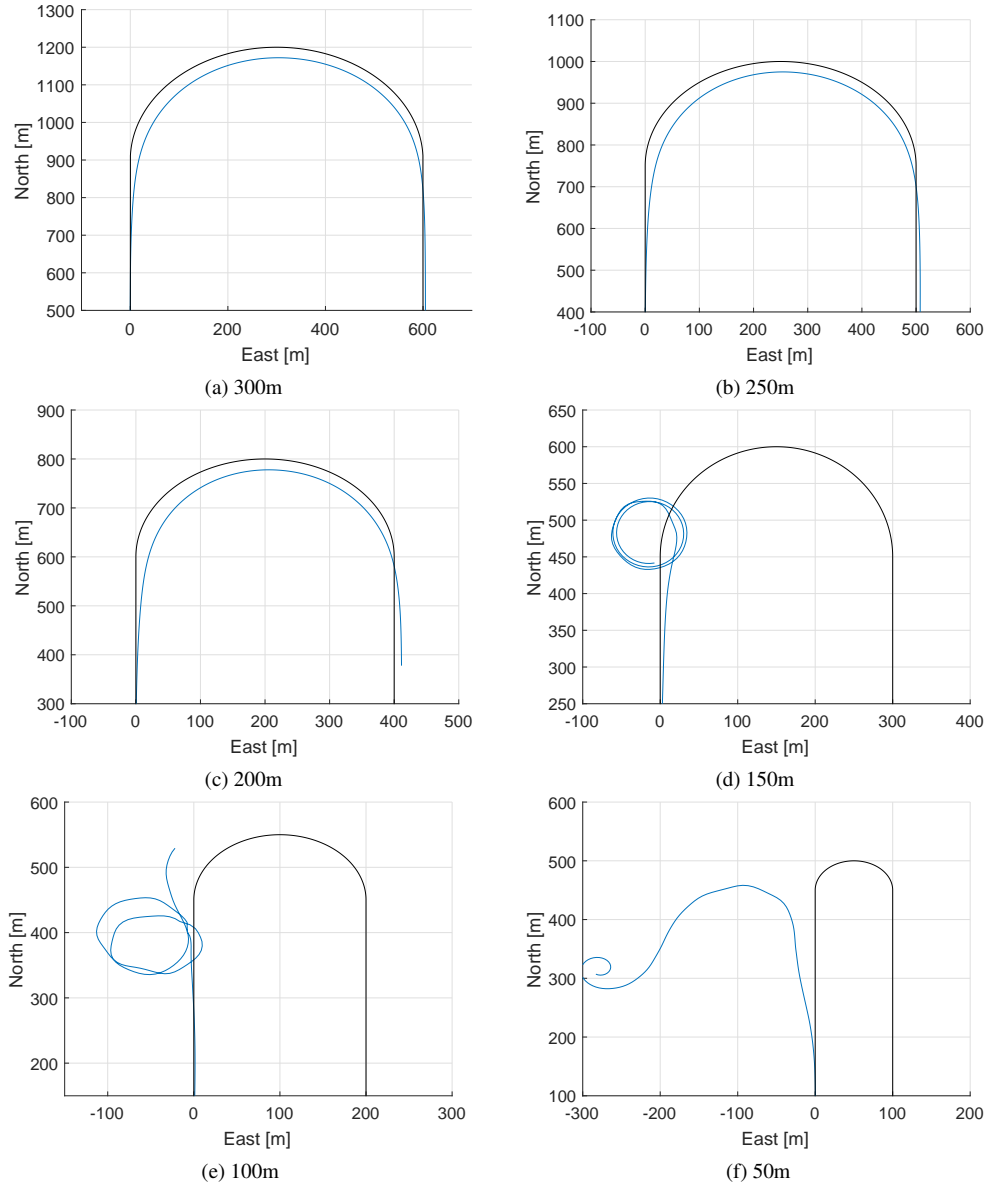 1300
1200
1100
1000
900
800
700
600
500
North [m]
0 200 400 600
East [m]
(a) 300m
1100
1000
900
800
700
600
500
400
North [m]
-100 0 100 200 300 400 500 600
East [m]
(b) 250m
900
800
700
600
500
400
300
North [m]
-100 0 100 200 300 400 500
East [m]
(c) 200m
650
600
550
500
450
400
350
300
250
North [m]
-100 0 100 200 300 400
East [m]
(d) 150m
600
500
400
300
200
North [m]
-100 0 100 200 300
East [m]
(e) 100m
600
500
400
300
200
100
North [m]
-300 -200 -100 0 100 200
East [m]
(f) 50m